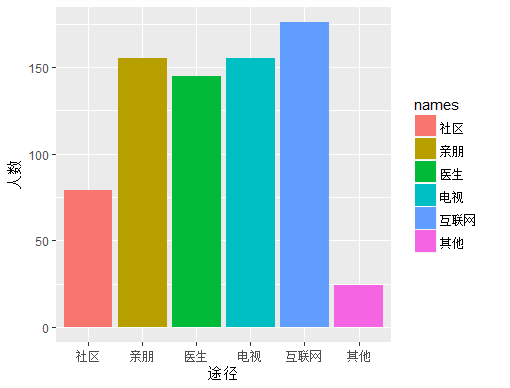 人数
150
100
50
0
社区 亲朋 医生 电视 互联网 其他
途径
names
社区
亲朋
医生
电视
互联网
其他